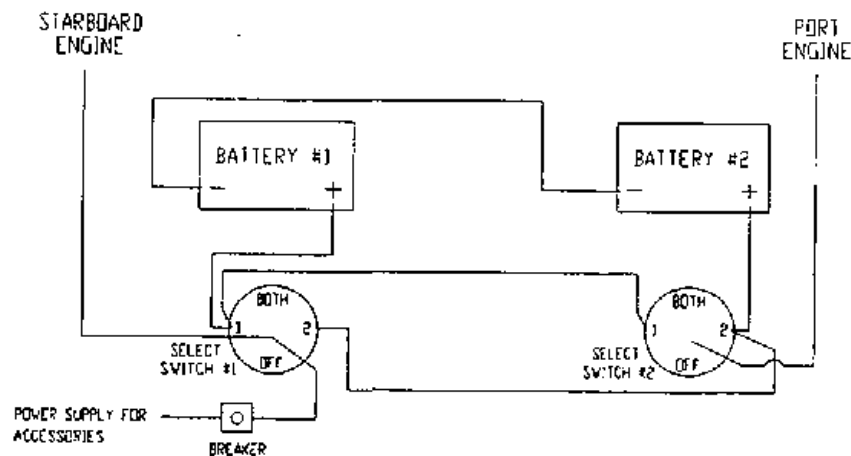 STARBOARD
ENGINE
PORT
ENGINE
BATTERY #1
- +
BATTERY #2
- +
BOTH
1 2
OFF
SELECT
SWITCH #1
BOTH
1 2
OFF
SELECT
SWITCH #2
POWER SUPPLY FOR
ACCESSORIES
BREAKER